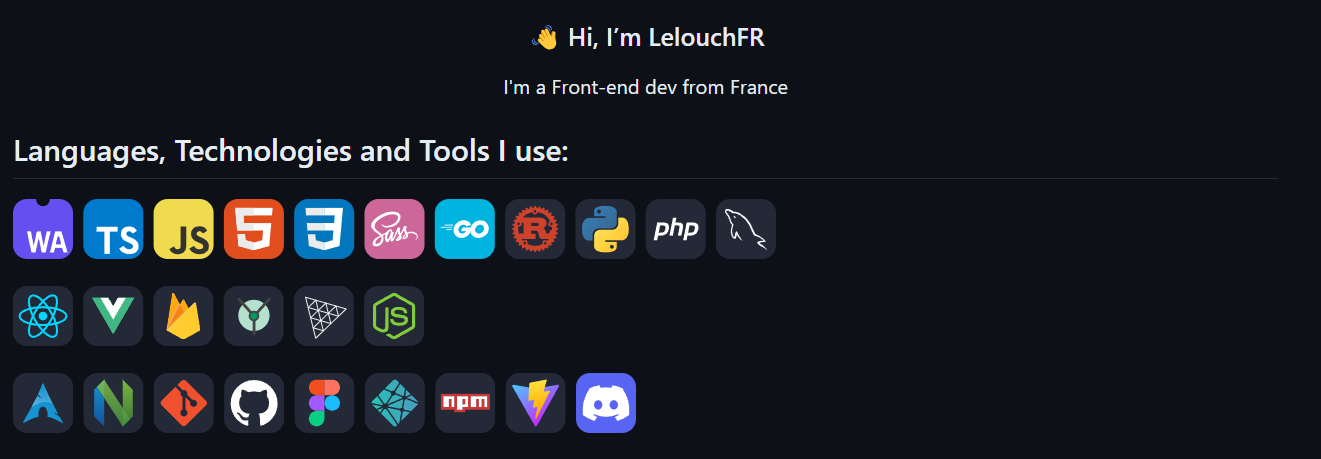 👋 Hi, I’m LelouchFR
I'm a Front-end dev from France
Languages, Technologies and Tools I use:
WA TS JS 5 3 Sass GO R php
JS
npm